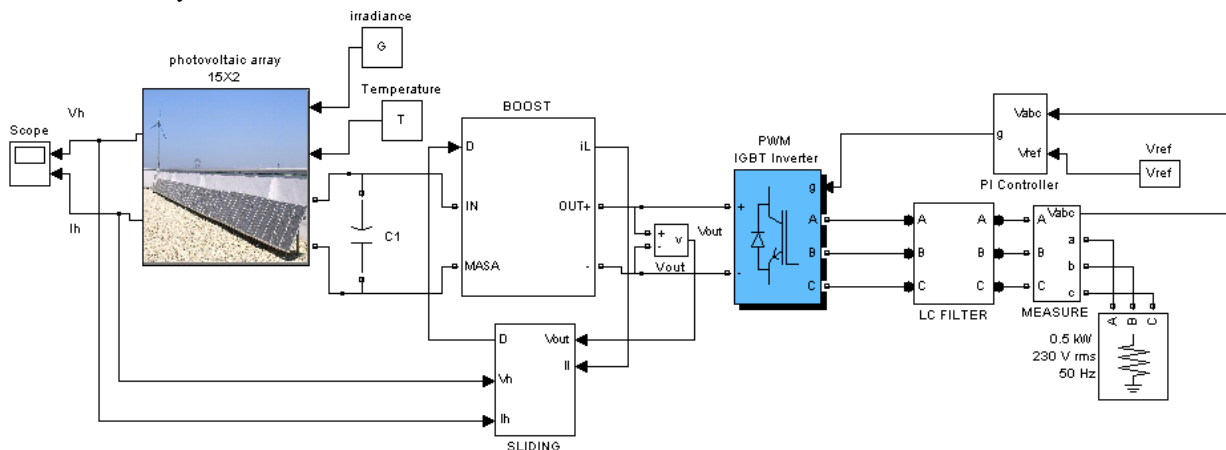 irradiance
G
photovoltaic array
15X2
Temperature
T
Vh
Scope
Ih
C1
BOOST
D
iL
IN
OUT+
MASA
-
+
-
v
Vout
Vout
PWM
IGBT Inverter
g
+
-
A
B
C
A
B
C
A
B
C
LC FILTER
Vabc
A
B
C
a
b
c
MEASURE
g
Vabc
Vref
PI Controller
Vref
Vref
A
B
C
0.5 kW
230 V rms
50 Hz
D
Vout
Vh
Il
Ih
SLIDING